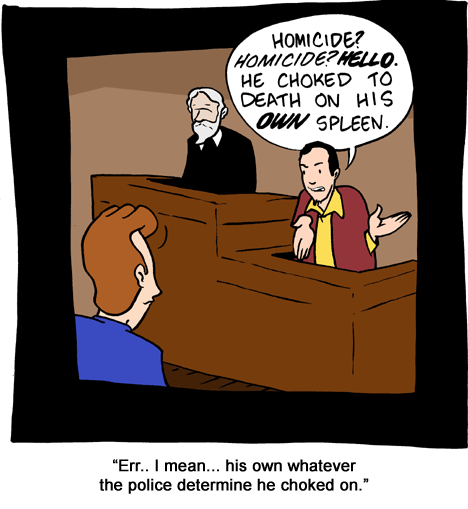 HOMICIDE?
HOMICIDE? HELLO.
HE CHOKED TO
DEATH ON HIS
OWN SPLEEN.
“Err.. I mean... his own whatever
the police determine he choked on.”